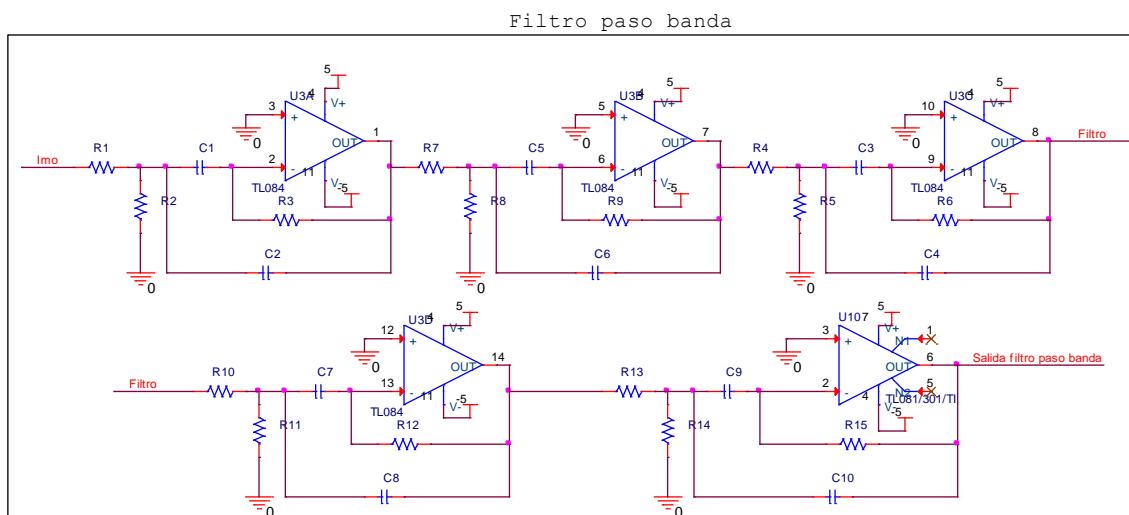 Filtro paso banda
Imo
R1
R2
C1
3
2
+
-
U3A
4
5
V+
OUT
1
V-
11
-5
TL084
R3
C2
0
0
R7
R8
C5
5
6
+
-
U3B
4
5
V+
OUT
7
V-
11
-5
TL084
R9
C6
0
0
R4
R5
C3
10
9
+
-
U3C
4
5
V+
OUT
8
V-
11
-5
TL084
R6
C4
0
0
Filtro
Filtro
R10
R11
C7
12
13
+
-
U3D
4
5
V+
OUT
14
V-
11
-5
TL084
R12
C8
0
0
R13
R14
C9
3
2
+
-
U10
7
5
V+
N1
1
OUT
6
N2
5
V-
4
-5
TL081/301/TI
R15
C10
0
0
Salida filtro paso banda